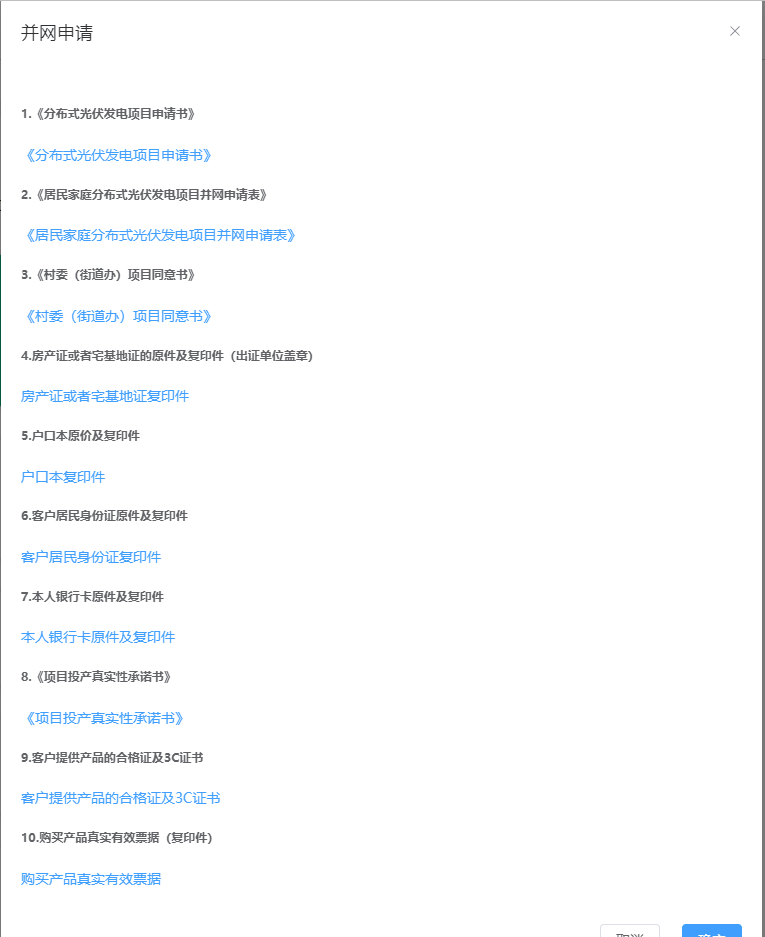 并网申请
1.《分布式光伏发电项目申请书》
《分布式光伏发电项目申请书》
2.《居民家庭分布式光伏发电项目并网申请表》
《居民家庭分布式光伏发电项目并网申请表》
3.《村委（街道办）项目同意书》
《村委（街道办）项目同意书》
4.房产证或者宅基地证的原件及复印件（出证单位盖章）
房产证或者宅基地证复印件
5.户口本原价及复印件
户口本复印件
6.客户居民身份证原件及复印件
客户居民身份证复印件
7.本人银行卡原件及复印件
本人银行卡原件及复印件
8.《项目投产真实性承诺书》
《项目投产真实性承诺书》
9.客户提供产品的合格证及3C证书
客户提供产品的合格证及3C证书
10.购买产品真实有效票据（复印件）
购买产品真实有效票据